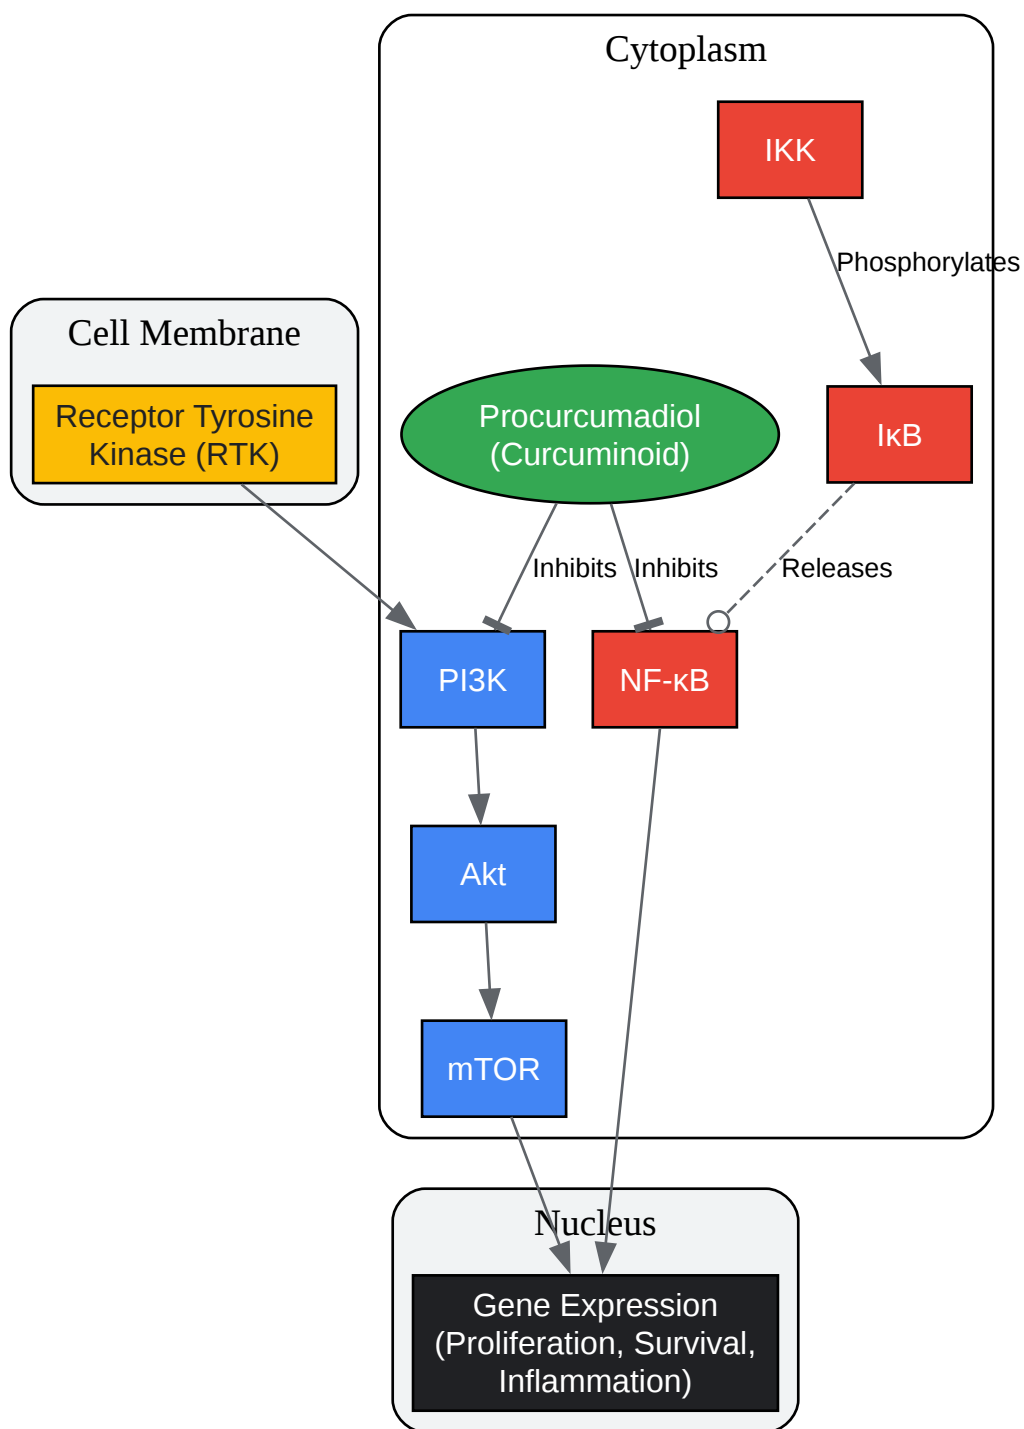 Cytoplasm
IKK
Phosphorylates
Cell Membrane
Receptor Tyrosine
Kinase (RTK)
Procurcumadiol
(Curcuminoid)
IκB
Inhibits
Inhibits
Releases
PI3K
NF-κB
Akt
mTOR
Nucleus
Gene Expression
(Proliferation, Survival,
Inflammation)